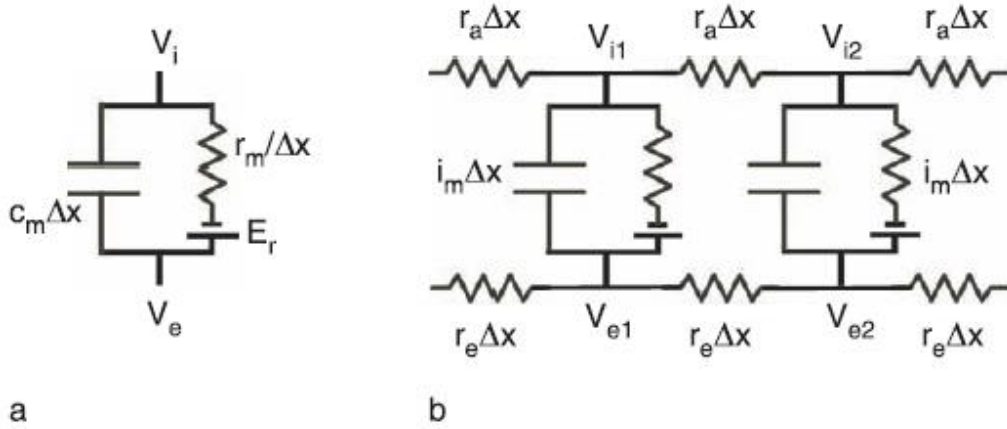 V_i
r_m/Δx
c_mΔx
E_r
V_e
a
r_aΔx r_aΔx r_aΔx
V_i1 V_i2
i_mΔx i_mΔx
V_e1 V_e2
r_eΔx r_eΔx r_eΔx
b